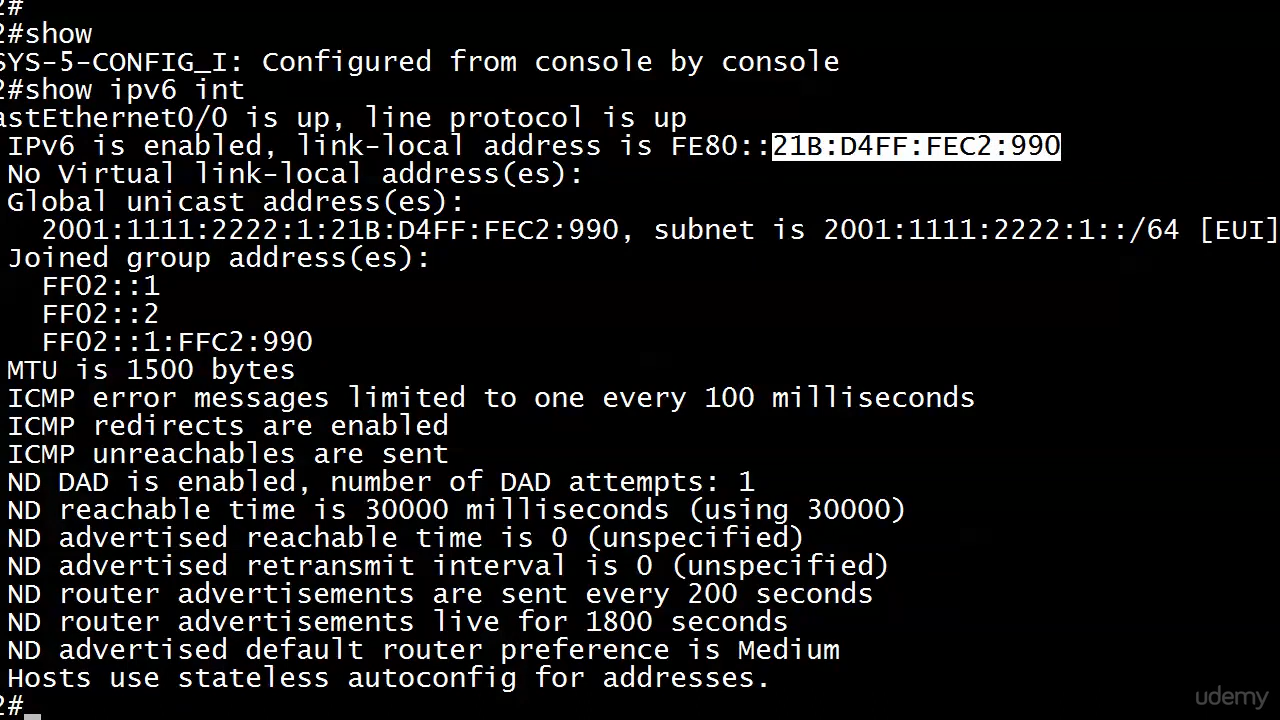 2#
2#show
SYS-5-CONFIG_I: Configured from console by console
2#show ipv6 int
astEthernet0/0 is up, line protocol is up
IPv6 is enabled, link-local address is FE80::21B:D4FF:FEC2:990
No Virtual link-local address(es):
Global unicast address(es):
2001:1111:2222:1:21B:D4FF:FEC2:990, subnet is 2001:1111:2222:1::/64 [EUI]
Joined group address(es):
FF02::1
FF02::2
FF02::1:FFC2:990
MTU is 1500 bytes
ICMP error messages limited to one every 100 milliseconds
ICMP redirects are enabled
ICMP unreachables are sent
ND DAD is enabled, number of DAD attempts: 1
ND reachable time is 30000 milliseconds (using 30000)
ND advertised reachable time is 0 (unspecified)
ND advertised retransmit interval is 0 (unspecified)
ND router advertisements are sent every 200 seconds
ND router advertisements live for 1800 seconds
ND advertised default router preference is Medium
Hosts use stateless autoconfig for addresses.
2#
udemy